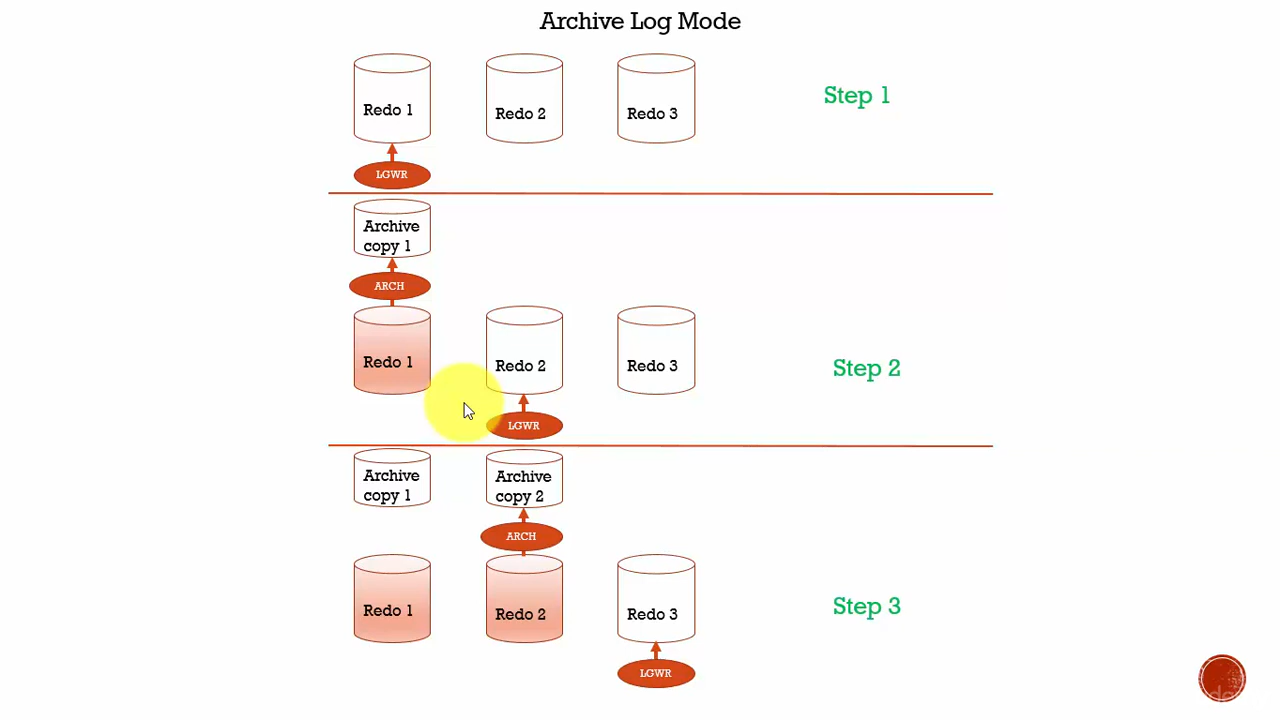 Archive Log Mode
Redo 1
Redo 2
Redo 3
Step 1
LGWR
Archive
copy 1
ARCH
Redo 1
Redo 2
Redo 3
Step 2
LGWR
Archive
copy 1
Archive
copy 2
ARCH
Redo 1
Redo 2
Redo 3
Step 3
LGWR